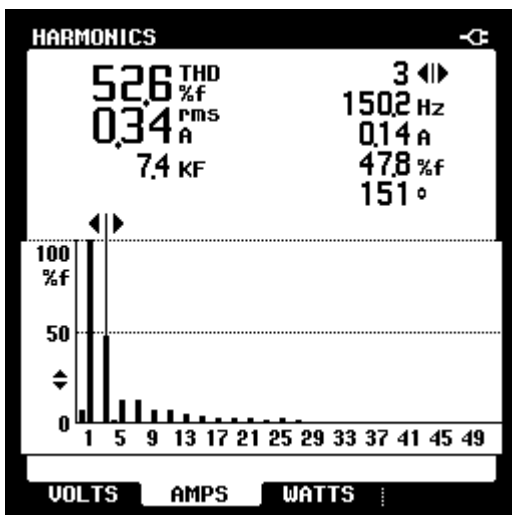 HARMONICS
52.6 THD %f
0.34 rms A
7.4 KF
3
150.2 Hz
0.14 A
47.8 %f
151 °
100
%f
50
0
1 5 9 13 17 21 25 29 33 37 41 45 49
VOLTS AMPS WATTS